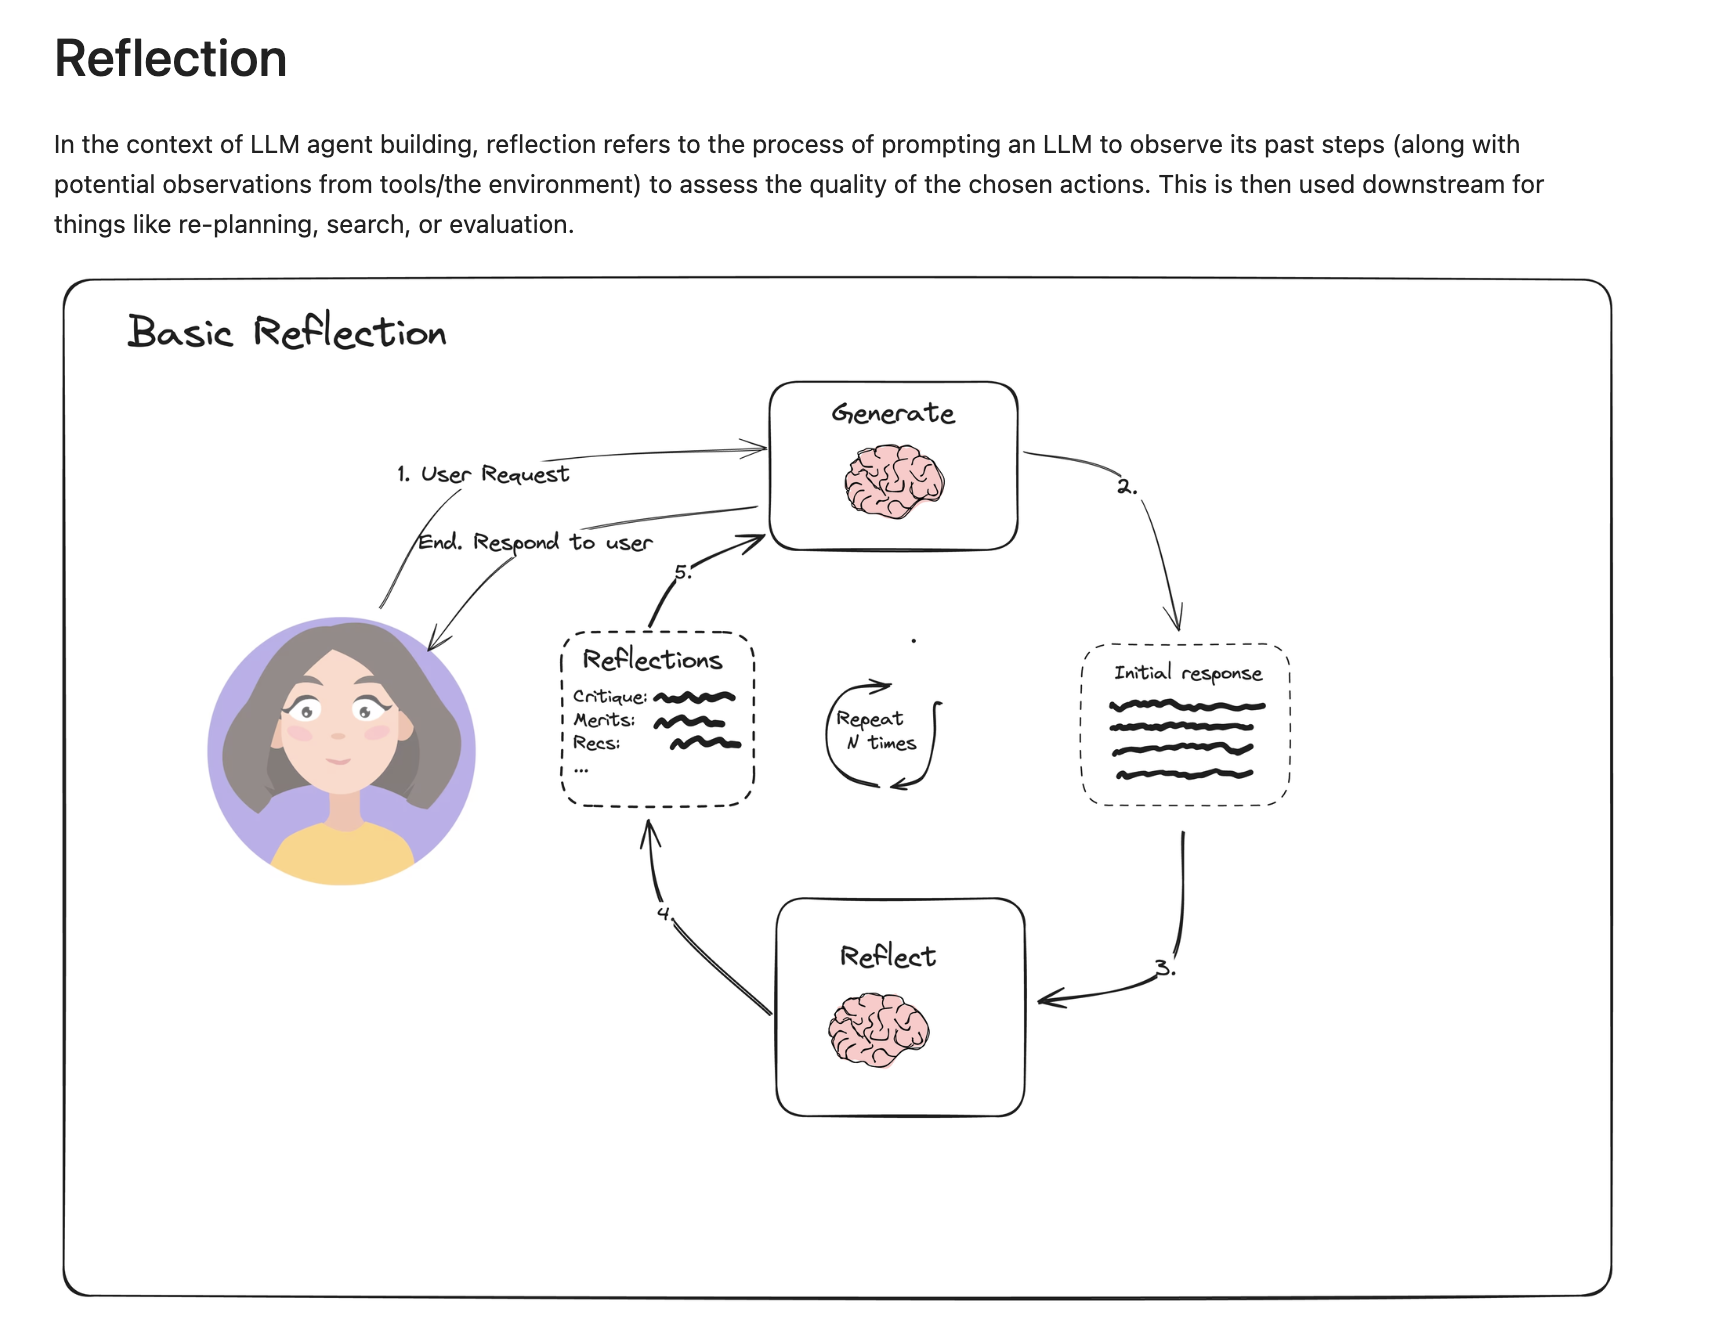 Reflection
In the context of LLM agent building, reflection refers to the process of prompting an LLM to observe its past steps (along with
potential observations from tools/the environment) to assess the quality of the chosen actions. This is then used downstream for
things like re-planning, search, or evaluation.
Basic Reflection
Generate
1. User Request
2.
End. Respond to user
5.
Reflections
Critique:
Merits:
Recs:
...
Repeat
N times
Initial response
4.
3.
Reflect